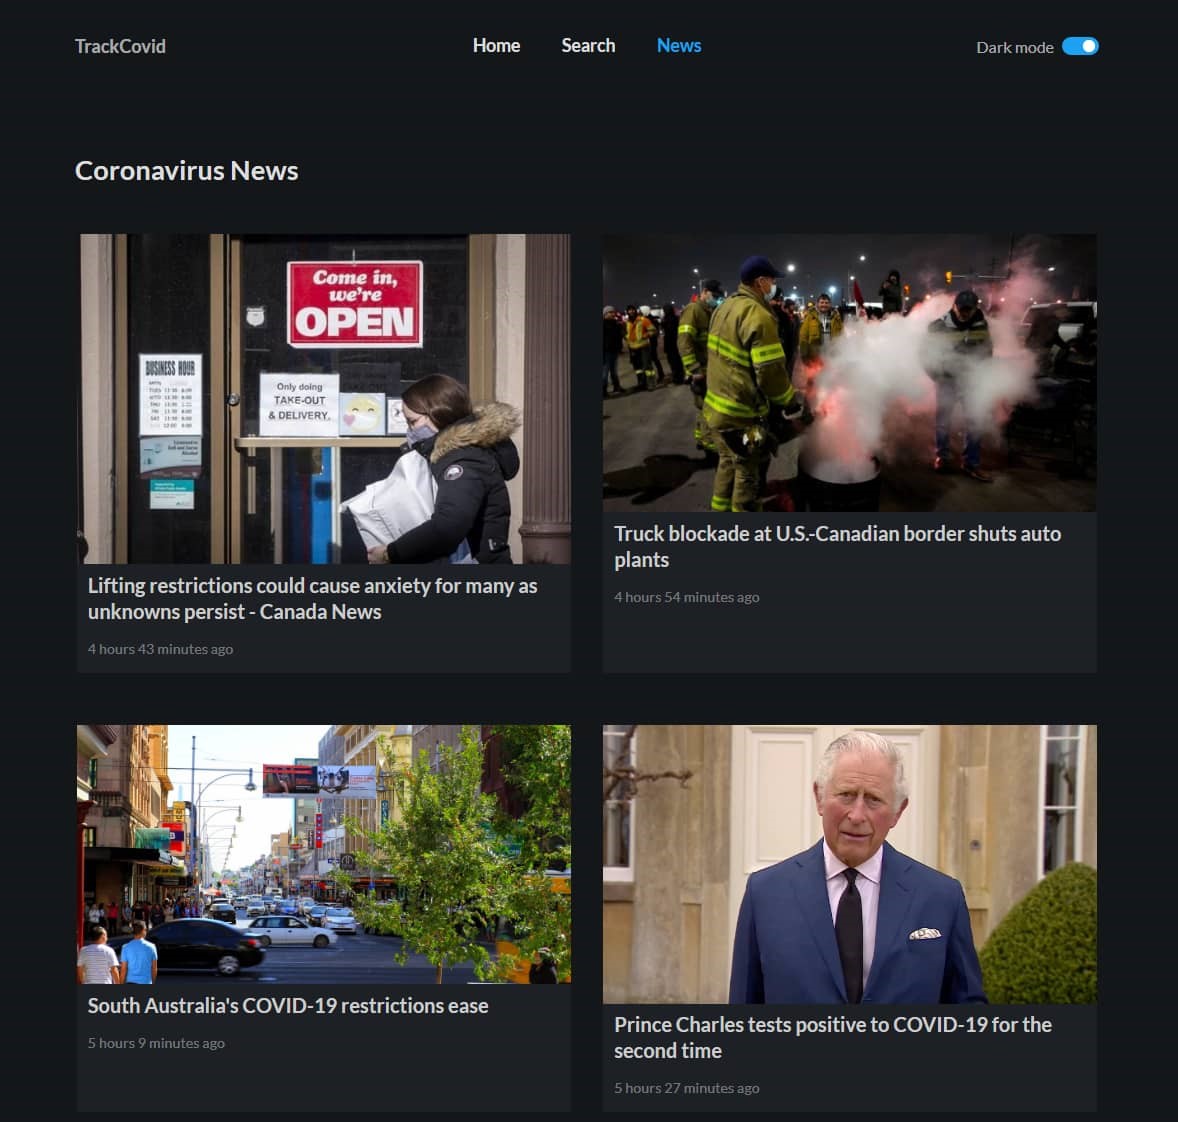 TrackCovid
Home
Search
News
Dark mode
Coronavirus News
Come in,
we're
OPEN
BUSINESS HOUR
Only doing
TAKE-OUT
& DELIVERY.
Lifting restrictions could cause anxiety for many as
unknowns persist - Canada News
4 hours 43 minutes ago
Truck blockade at U.S.-Canadian border shuts auto
plants
4 hours 54 minutes ago
South Australia's COVID-19 restrictions ease
5 hours 9 minutes ago
Prince Charles tests positive to COVID-19 for the
second time
5 hours 27 minutes ago